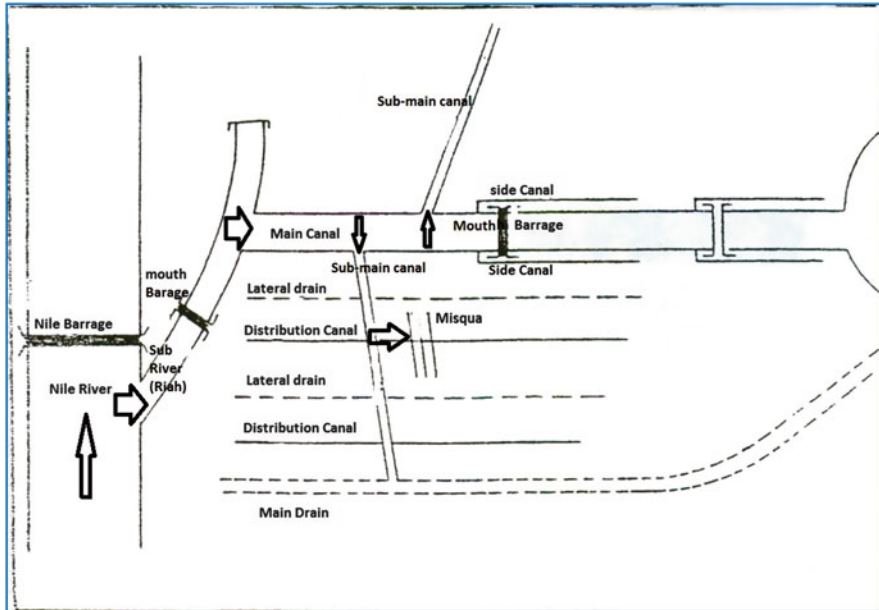 Sub-main canal
side Canal
Main Canal
Mouth Barrage
Sub-main canal
Side Canal
mouth
Barage
Lateral drain
Misqua
Nile Barrage
Distribution Canal
Sub
River
(Riah)
Nile River
Lateral drain
Distribution Canal
Main Drain